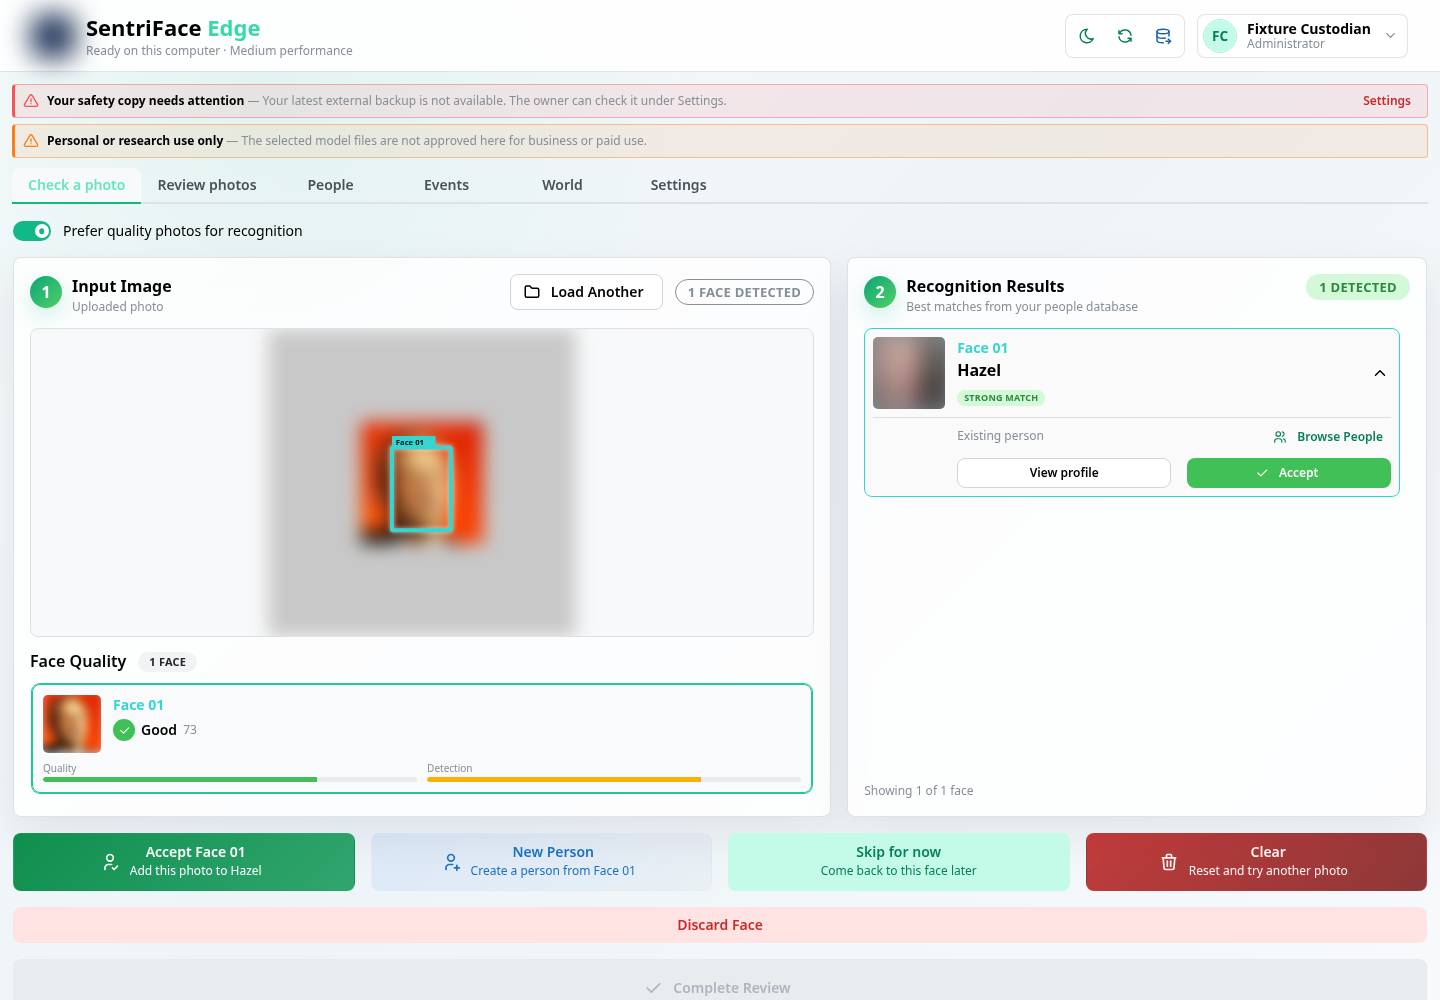 SentriFace Edge
Ready on this computer · Medium performance
FC
Fixture Custodian
Administrator
Your safety copy needs attention — Your latest external backup is not available. The owner can check it under Settings.
Settings
Personal or research use only — The selected model files are not approved here for business or paid use.
Check a photo
Review photos
People
Events
World
Settings
Prefer quality photos for recognition
1
Input Image
Uploaded photo
Load Another
1 FACE DETECTED
Face 01
Face Quality
1 FACE
Face 01
Good 73
Quality
Detection
2
Recognition Results
Best matches from your people database
1 DETECTED
Face 01
Hazel
STRONG MATCH
Existing person
Browse People
View profile
Accept
Showing 1 of 1 face
Accept Face 01
Add this photo to Hazel
New Person
Create a person from Face 01
Skip for now
Come back to this face later
Clear
Reset and try another photo
Discard Face
Complete Review